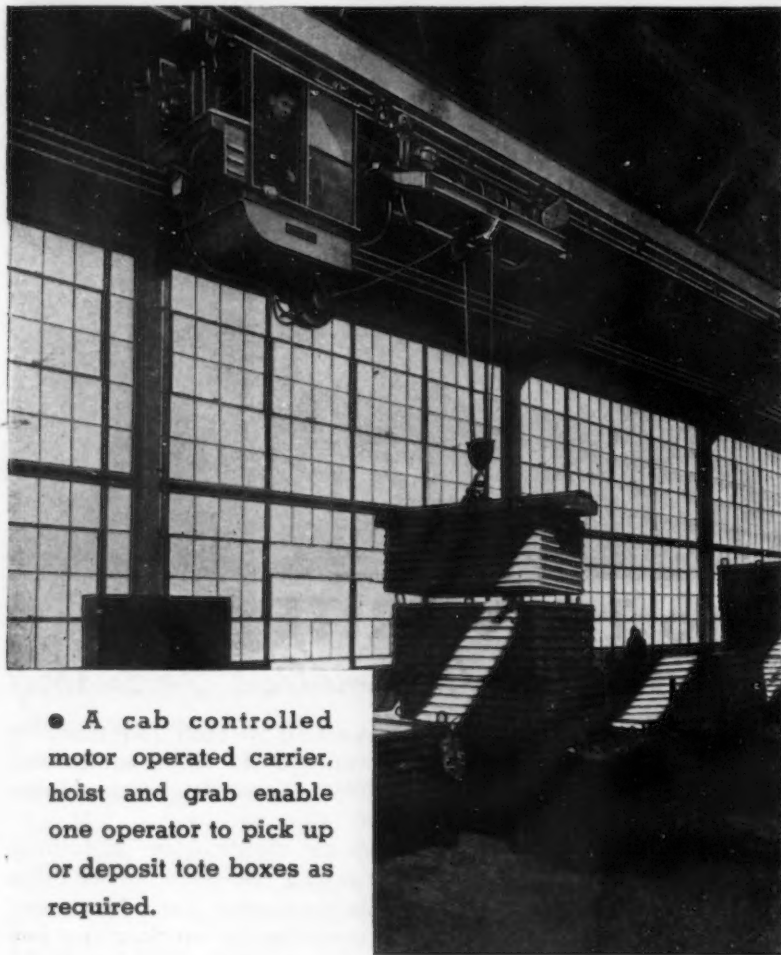 ● A cab controlled
motor operated carrier,
hoist and grab enable
one operator to pick up
or deposit tote boxes as
required.